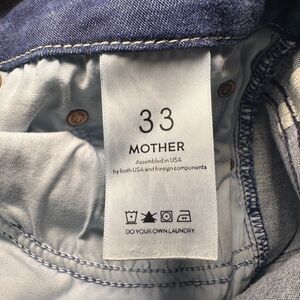 33
MOTHER
Assembled in USA
by both USA and foreign components
DO YOUR OWN LAUNDRY